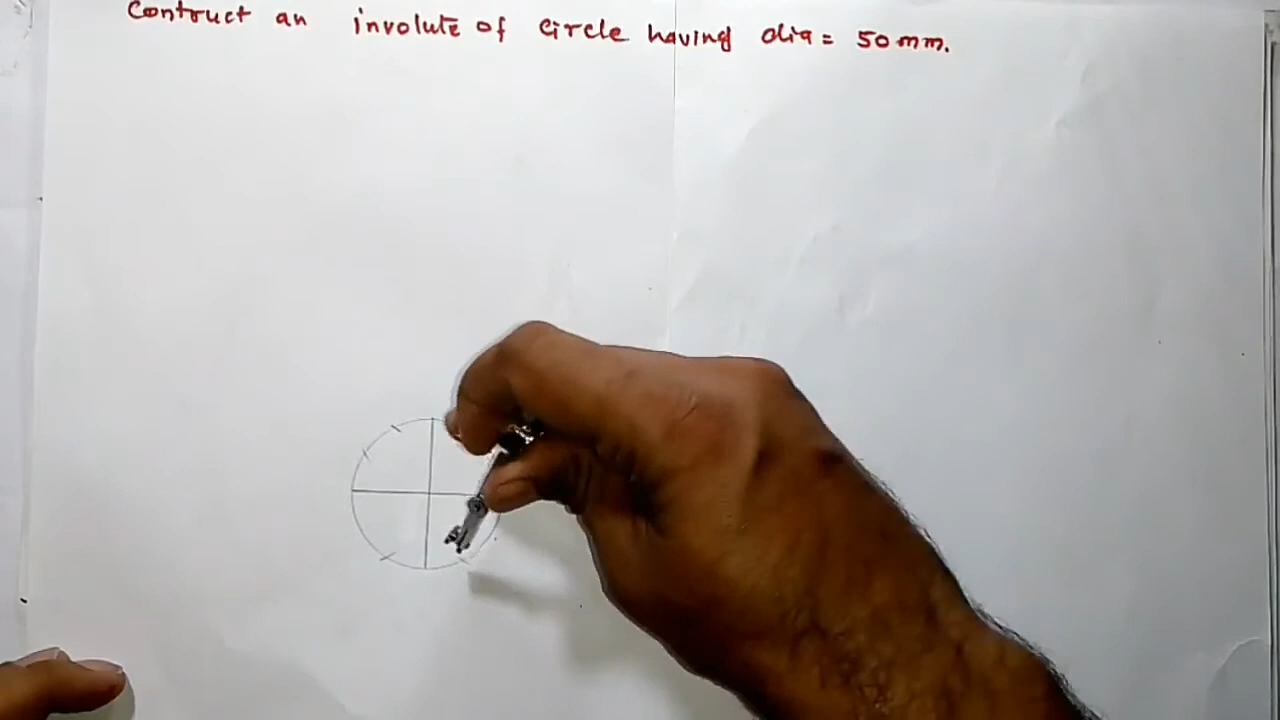 Contruct an involute of circle having dia = 50 mm.